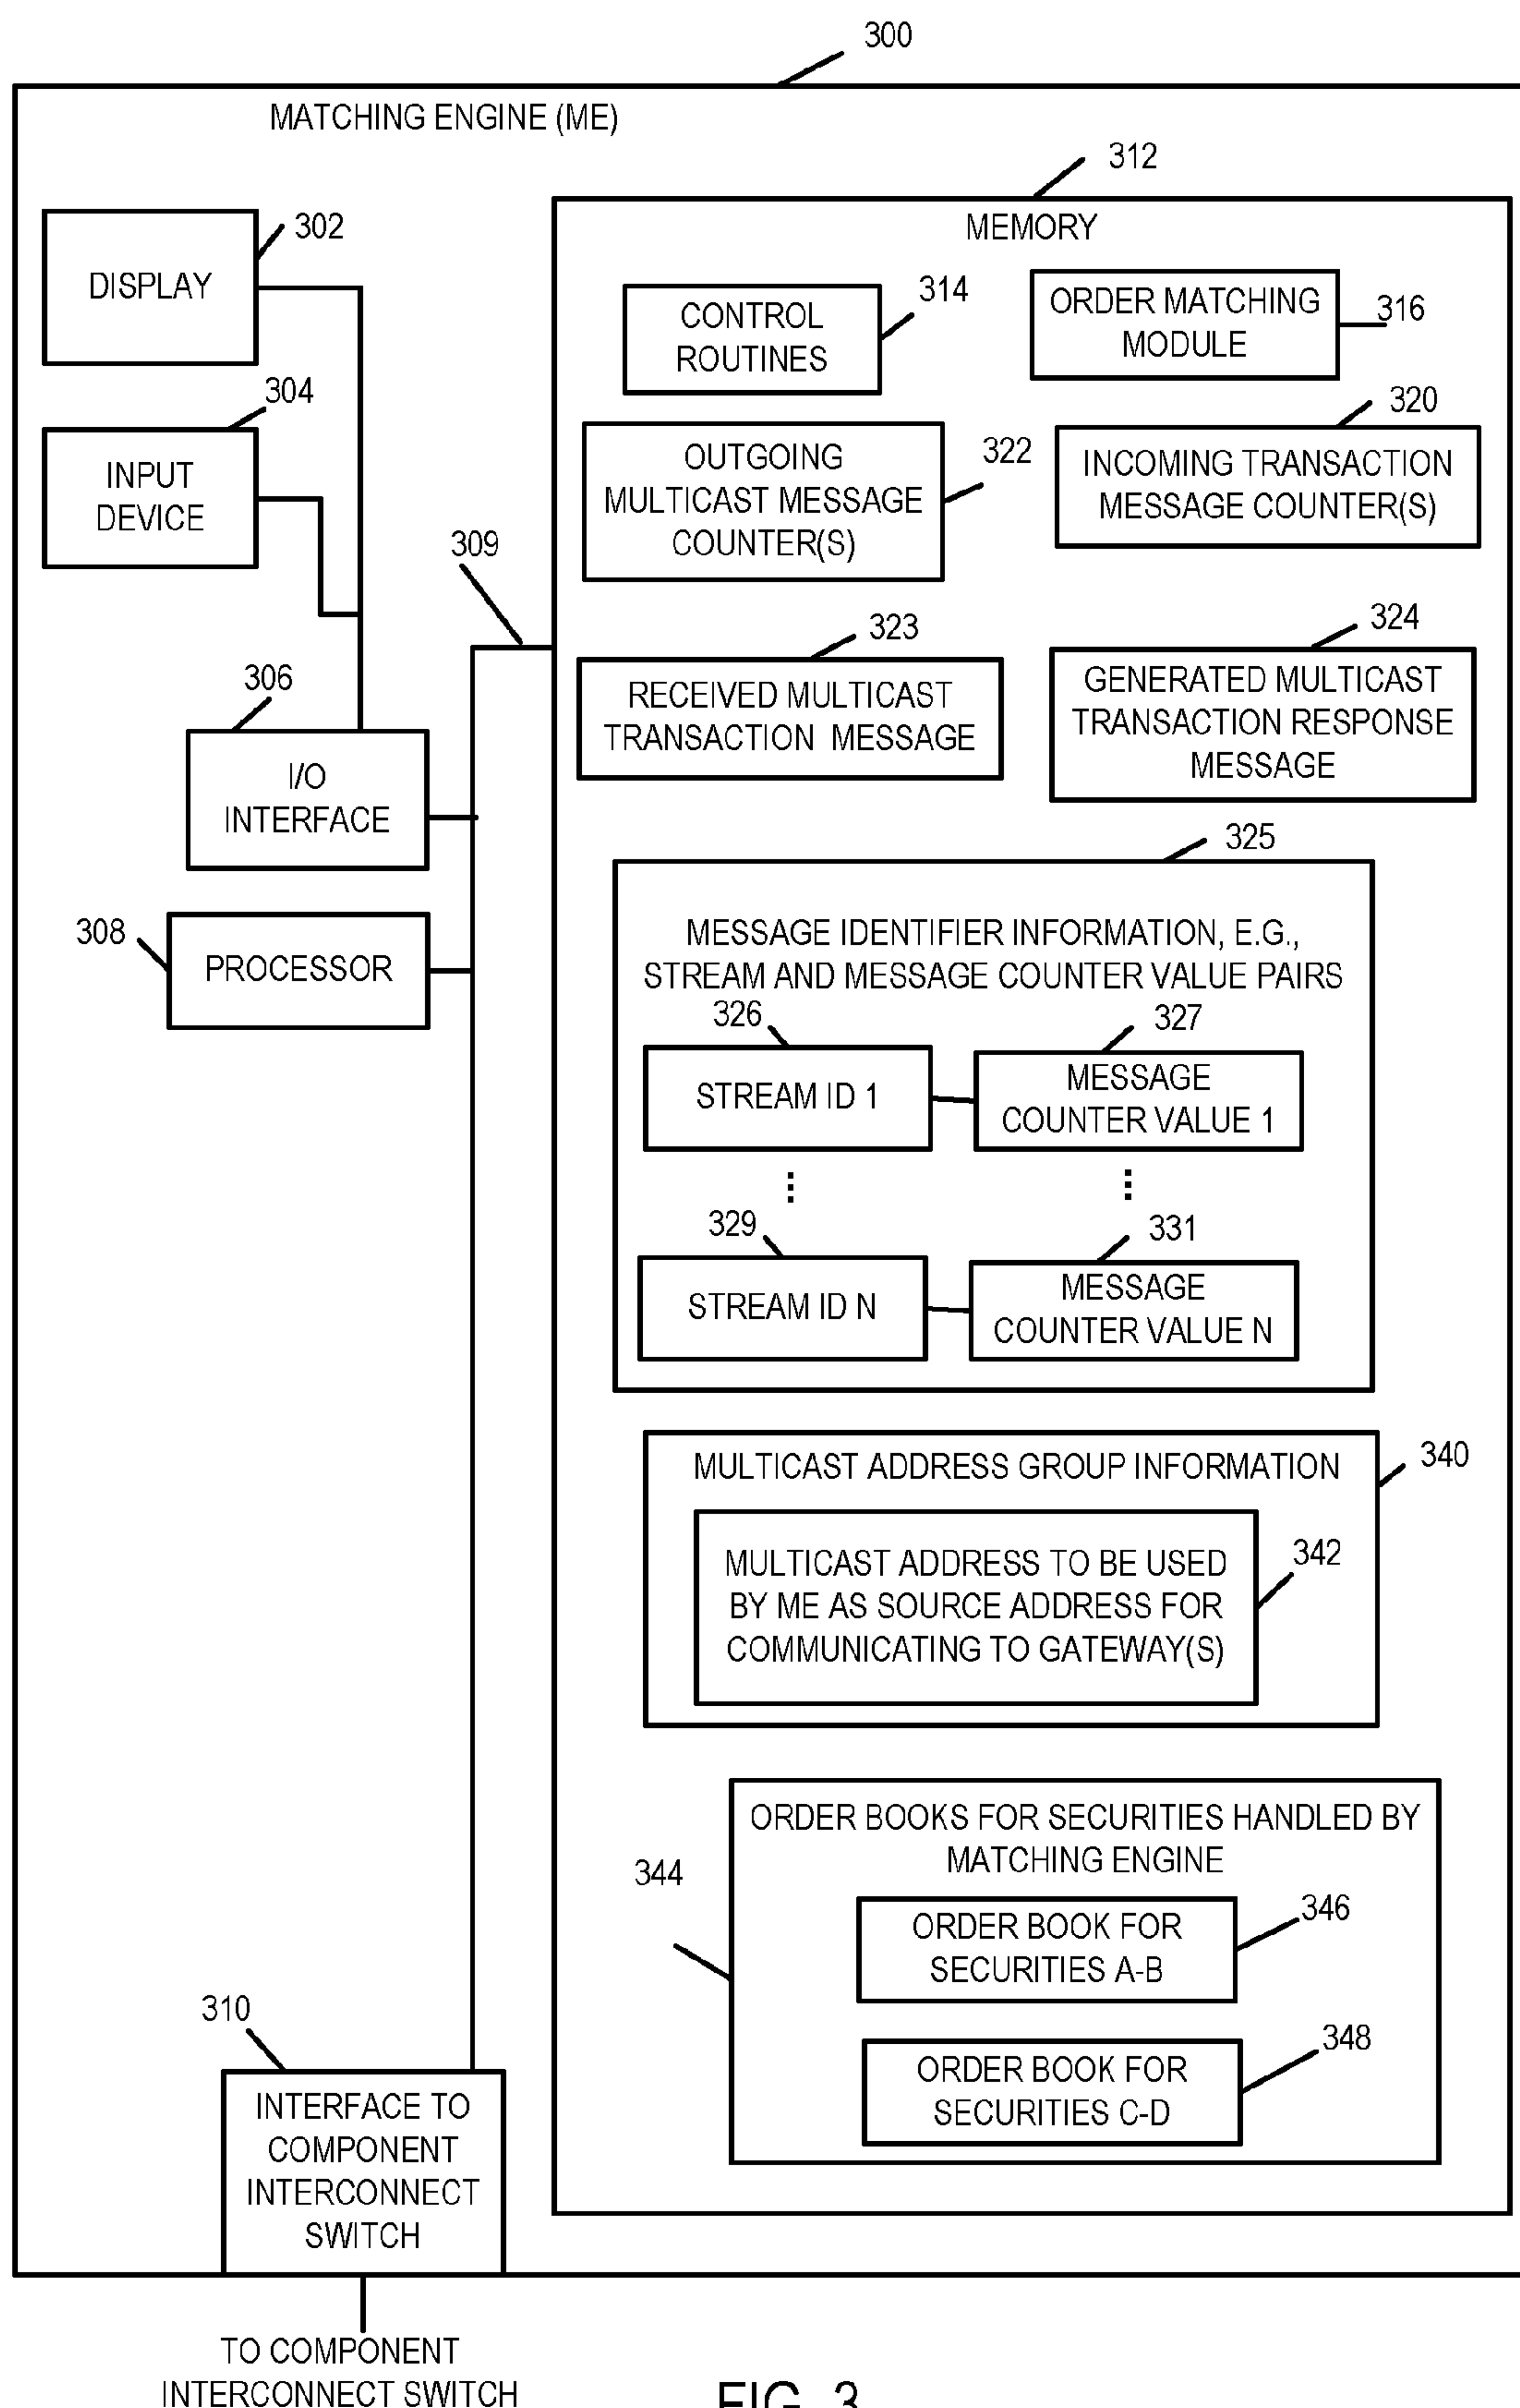 300
MATCHING ENGINE (ME)
312
MEMORY
302
DISPLAY
314
CONTROL
ROUTINES
ORDER MATCHING
MODULE
316
304
INPUT
DEVICE
320
OUTGOING
MULTICAST MESSAGE
COUNTER(S)
322
INCOMING TRANSACTION
MESSAGE COUNTER(S)
309
323
RECEIVED MULTICAST
TRANSACTION MESSAGE
324
GENERATED MULTICAST
TRANSACTION RESPONSE
MESSAGE
306
I/O
INTERFACE
308
PROCESSOR
325
MESSAGE IDENTIFIER INFORMATION, E.G.,
STREAM AND MESSAGE COUNTER VALUE PAIRS
326
327
STREAM ID 1
MESSAGE
COUNTER VALUE 1
329
331
STREAM ID N
MESSAGE
COUNTER VALUE N
MULTICAST ADDRESS GROUP INFORMATION
340
MULTICAST ADDRESS TO BE USED
BY ME AS SOURCE ADDRESS FOR
COMMUNICATING TO GATEWAY(S)
342
ORDER BOOKS FOR SECURITIES HANDLED BY
MATCHING ENGINE
344
ORDER BOOK FOR
SECURITIES A-B
346
ORDER BOOK FOR
SECURITIES C-D
348
310
INTERFACE TO
COMPONENT
INTERCONNECT
SWITCH
TO COMPONENT
INTERCONNECT SWITCH
FIG. 3